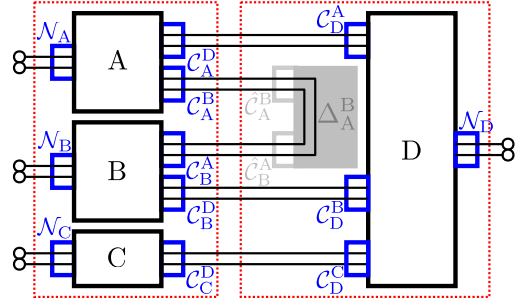 𝒩_A
A
𝒞_A^D
𝒞_D^A
𝒞_A^B
𝒞̂_A^B
Δ_A^B
𝒩_B
B
𝒞_B^A
𝒞̂_B^A
D
𝒩_D
𝒞_B^D
𝒞_D^B
𝒩_C
C
𝒞_C^D
𝒞_D^C